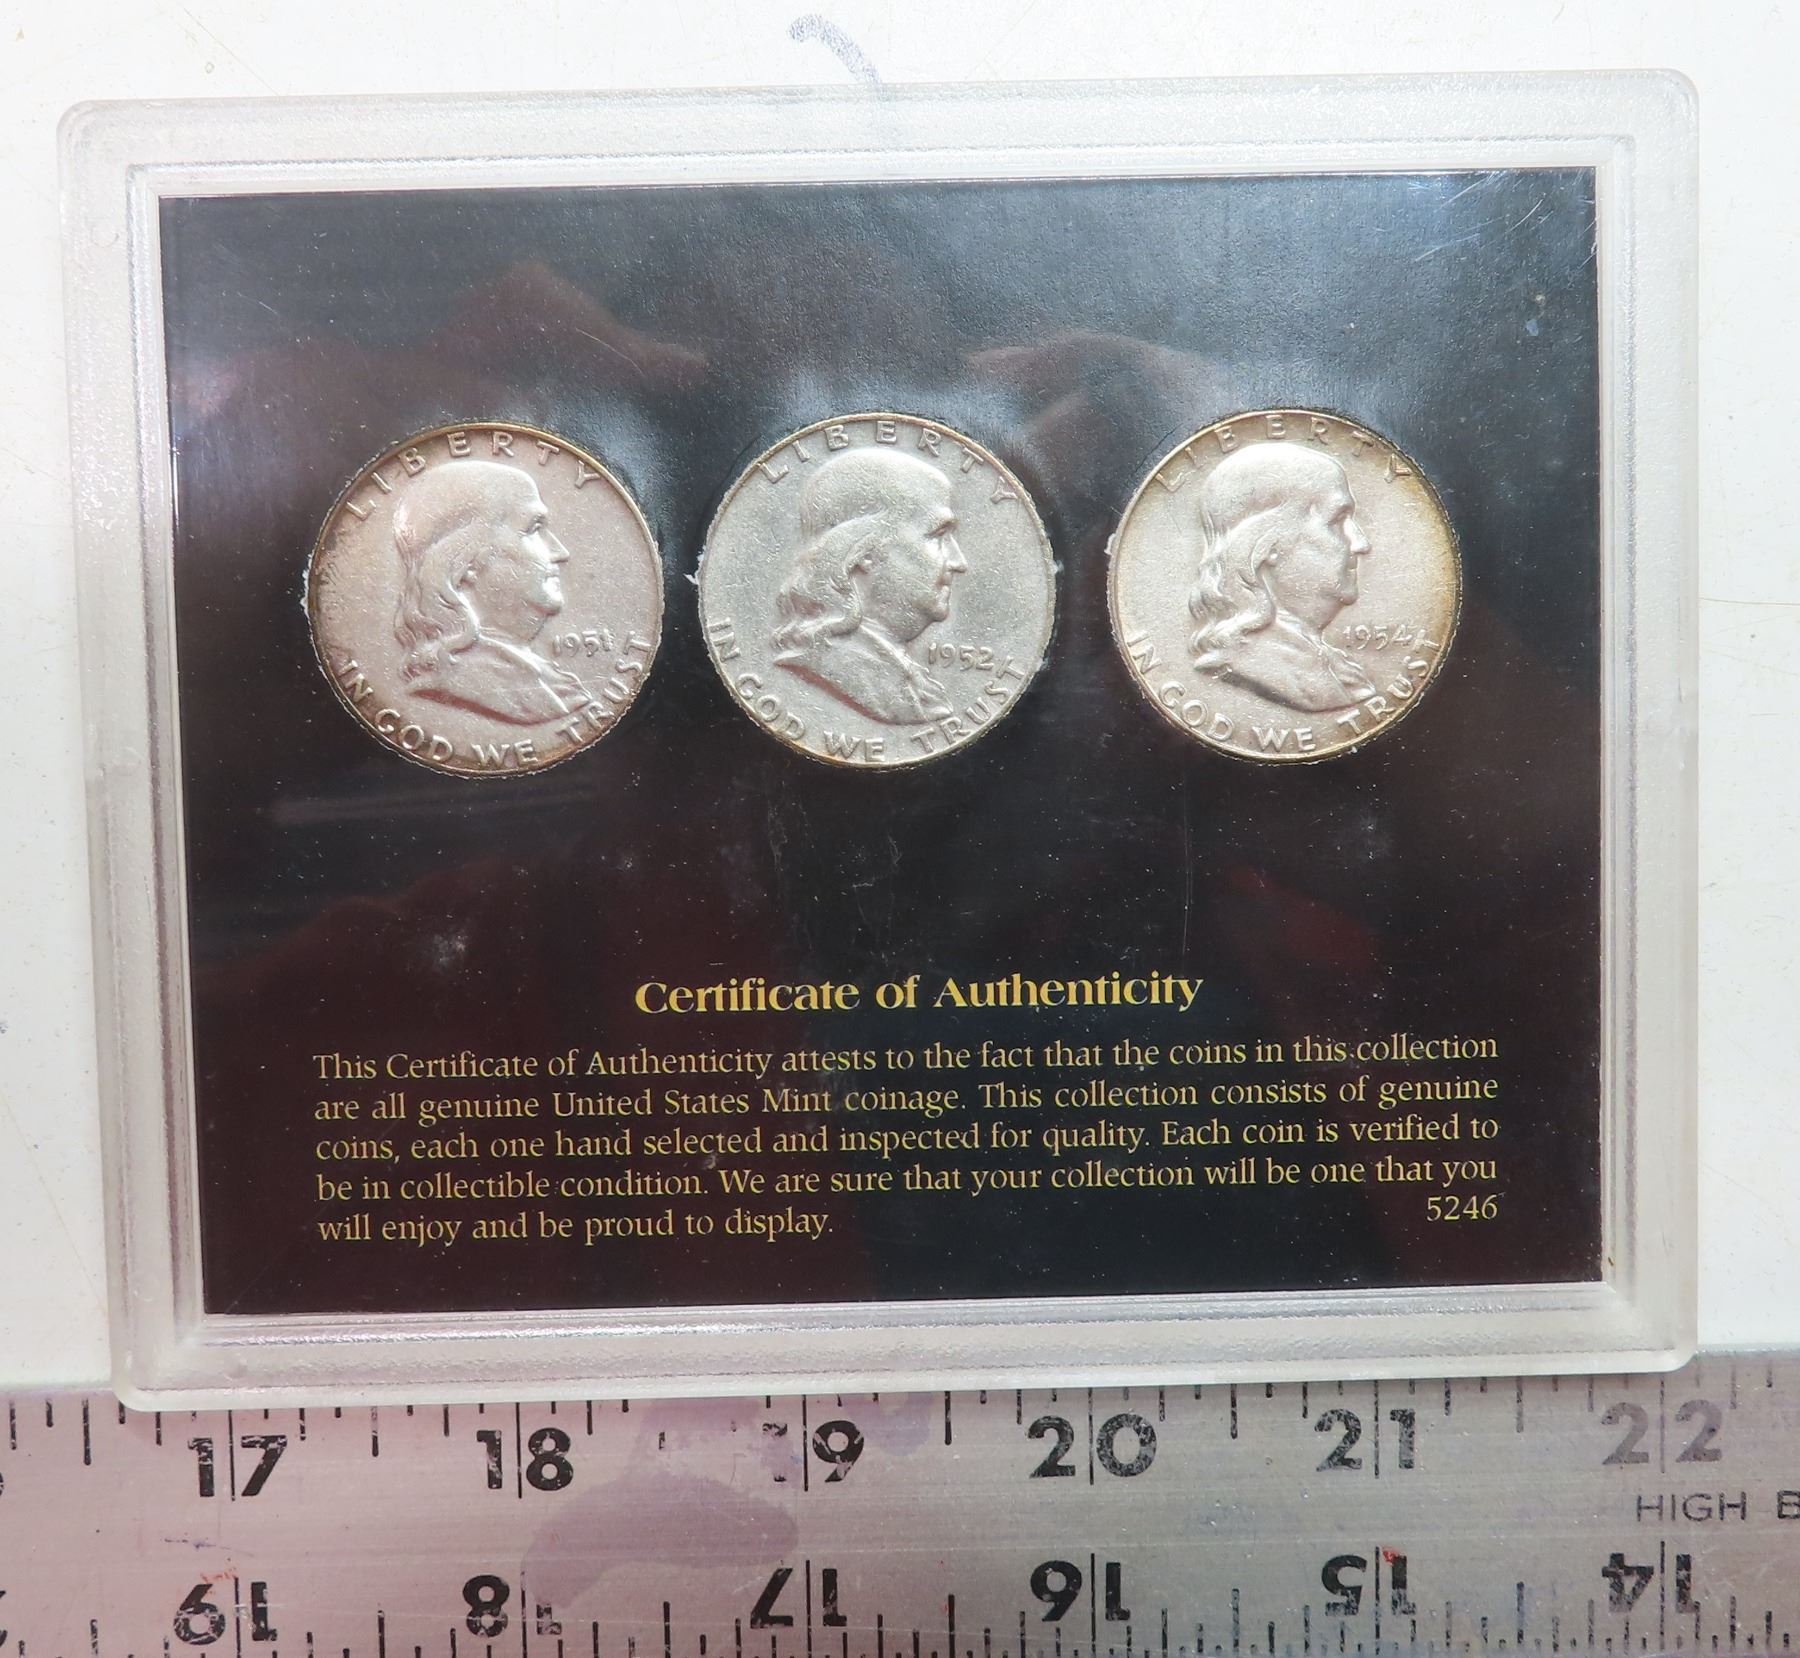 LIBERTY
1951
IN GOD WE TRUST
LIBERTY
1952
IN GOD WE TRUST
LIBERTY
1954
IN GOD WE TRUST
Certificate of Authenticity
This Certificate of Authenticity attests to the fact that the coins in this collection
are all genuine United States Mint coinage. This collection consists of genuine
coins, each one hand selected and inspected for quality. Each coin is verified to
be in collectible condition. We are sure that your collection will be one that you
will enjoy and be proud to display.
5246
17 18 19 20 21 22
HIGH
19 18 17 16 15 14